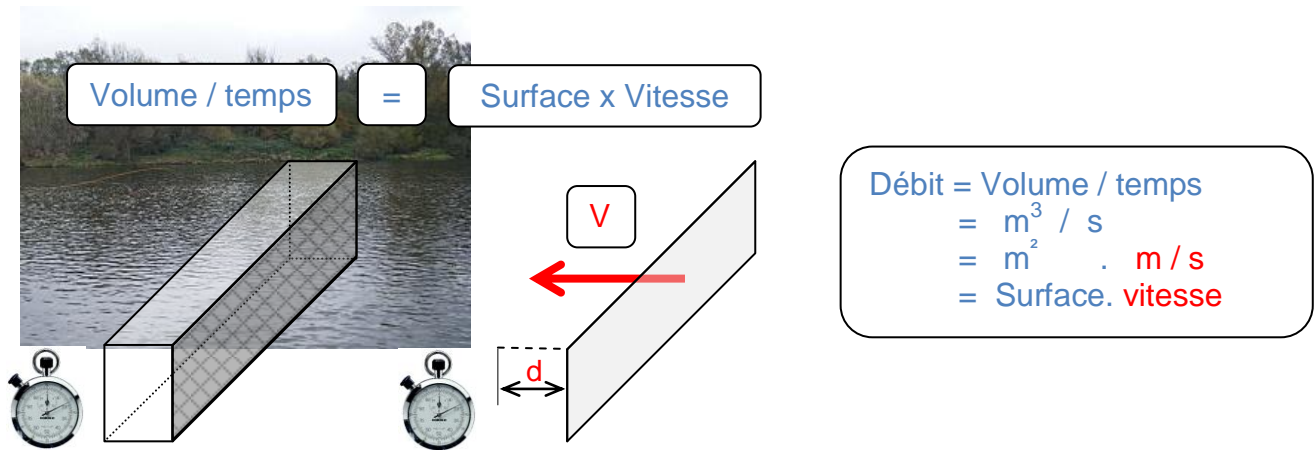 Volume / temps = Surface x Vitesse
V
d
Débit = Volume / temps
= m³ / s
= m² . m / s
= Surface. vitesse